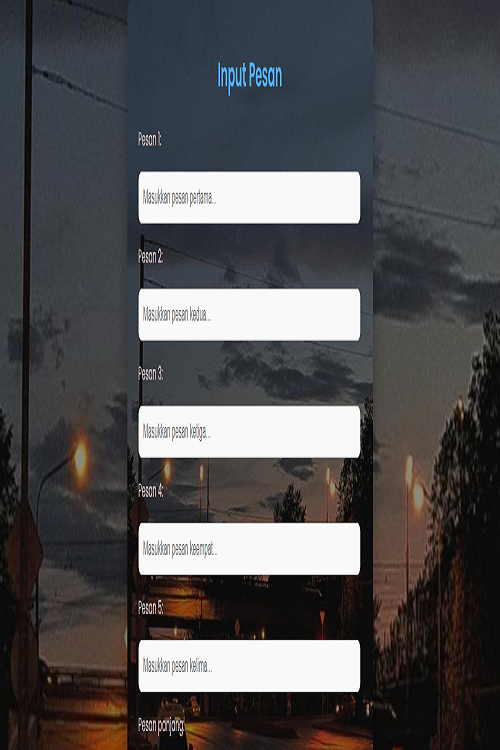 Input Pesan
Pesan 1:
Masukkan pesan pertama...
Pesan 2:
Masukkan pesan kedua...
Pesan 3:
Masukkan pesan ketiga...
Pesan 4:
Masukkan pesan keempat...
Pesan 5:
Masukkan pesan kelima...
Pesan panjang: